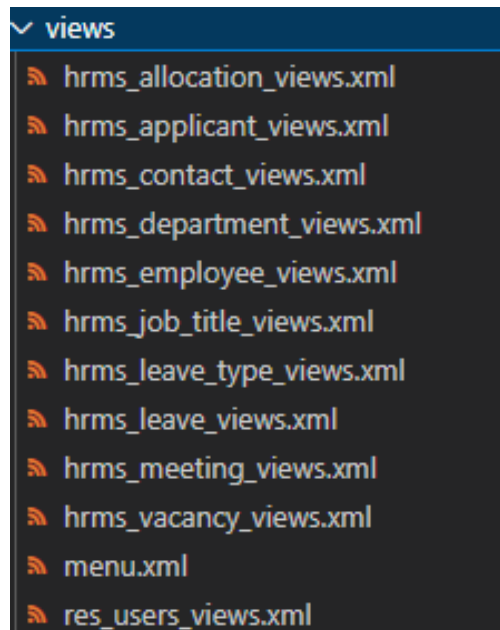 views
hrms_allocation_views.xml
hrms_applicant_views.xml
hrms_contact_views.xml
hrms_department_views.xml
hrms_employee_views.xml
hrms_job_title_views.xml
hrms_leave_type_views.xml
hrms_leave_views.xml
hrms_meeting_views.xml
hrms_vacancy_views.xml
menu.xml
res_users_views.xml